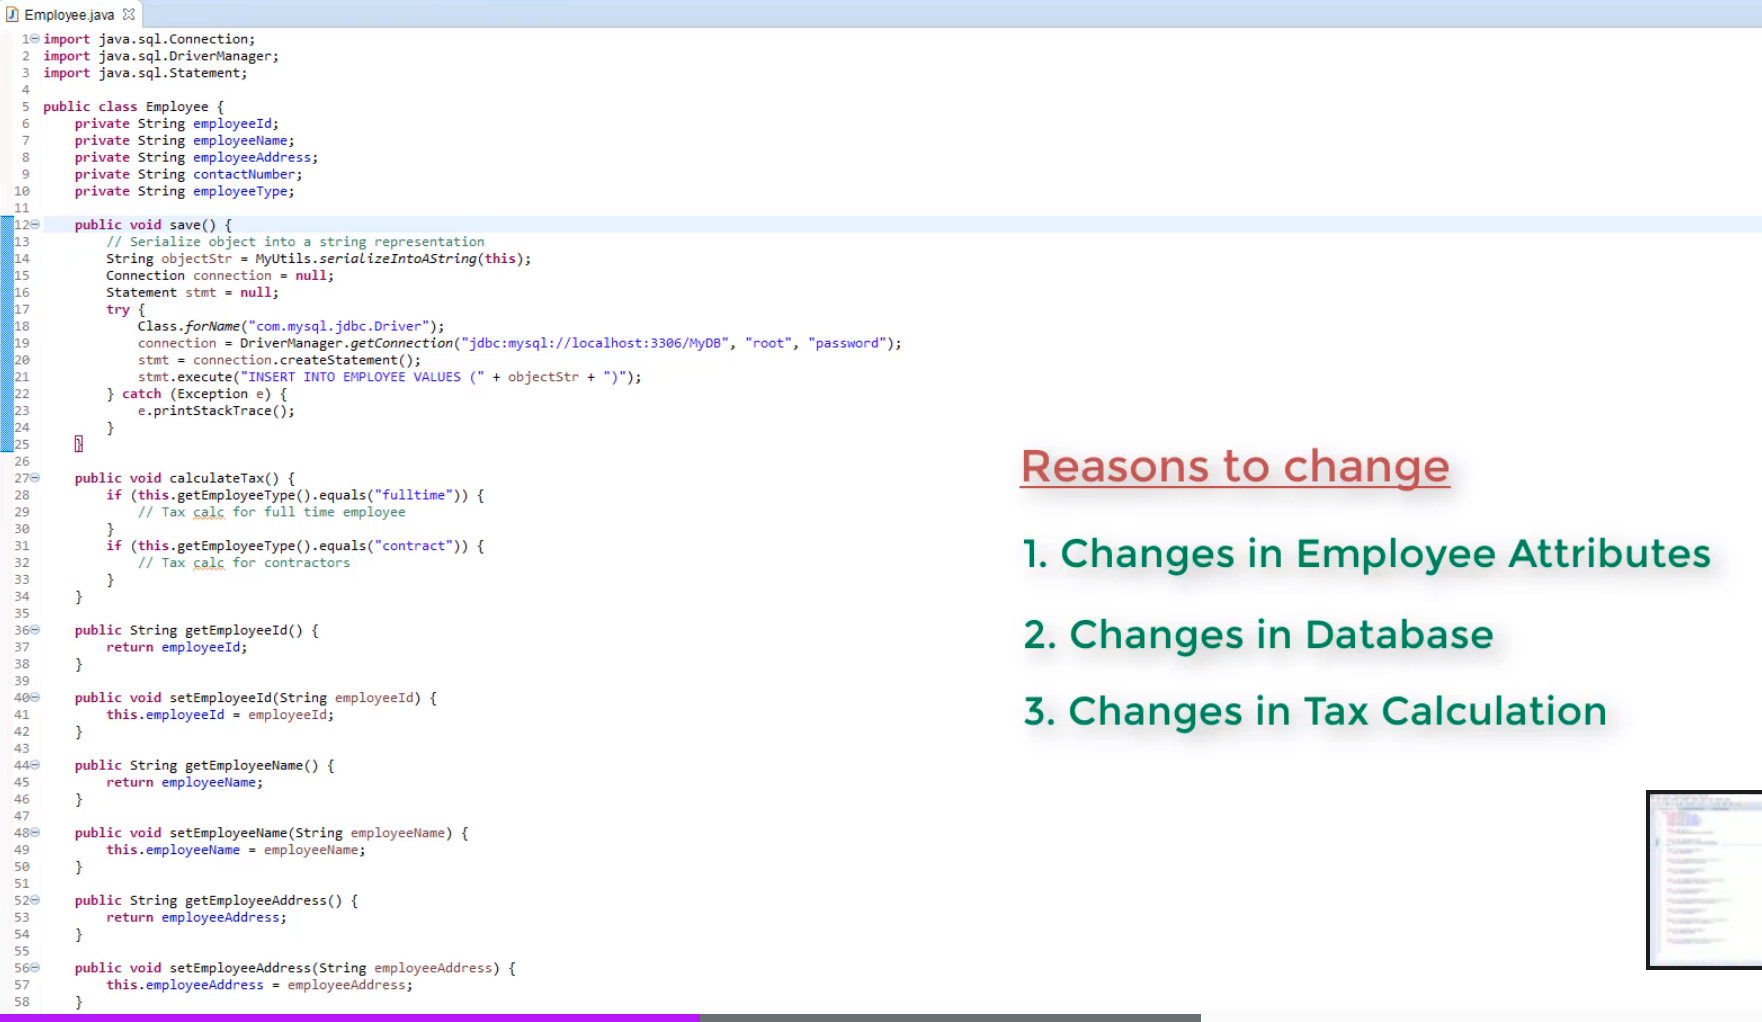 Employee.java
1 import java.sql.Connection;
2 import java.sql.DriverManager;
3 import java.sql.Statement;
4
5 public class Employee {
6     private String employeeId;
7     private String employeeName;
8     private String employeeAddress;
9     private String contactNumber;
10     private String employeeType;
11
12     public void save() {
13         // Serialize object into a string representation
14         String objectStr = MyUtils.serializeIntoAString(this);
15         Connection connection = null;
16         Statement stmt = null;
17         try {
18             Class.forName("com.mysql.jdbc.Driver");
19             connection = DriverManager.getConnection("jdbc:mysql://localhost:3306/MyDB", "root", "password");
20             stmt = connection.createStatement();
21             stmt.execute("INSERT INTO EMPLOYEE VALUES (" + objectStr + ")");
22         } catch (Exception e) {
23             e.printStackTrace();
24         }
25     }
26
27     public void calculateTax() {
28         if (this.getEmployeeType().equals("fulltime")) {
29             // Tax calc for full time employee
30         }
31         if (this.getEmployeeType().equals("contract")) {
32             // Tax calc for contractors
33         }
34     }
35
36     public String getEmployeeId() {
37         return employeeId;
38     }
39
40     public void setEmployeeId(String employeeId) {
41         this.employeeId = employeeId;
42     }
43
44     public String getEmployeeName() {
45         return employeeName;
46     }
47
48     public void setEmployeeName(String employeeName) {
49         this.employeeName = employeeName;
50     }
51
52     public String getEmployeeAddress() {
53         return employeeAddress;
54     }
55
56     public void setEmployeeAddress(String employeeAddress) {
57         this.employeeAddress = employeeAddress;
58     }
Reasons to change
1. Changes in Employee Attributes
2. Changes in Database
3. Changes in Tax Calculation